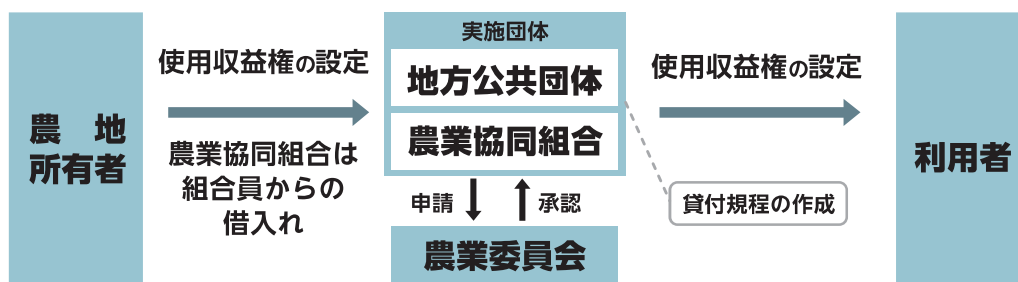 農　地
所有者
使用収益権の設定
農業協同組合は
組合員からの
借入れ
実施団体
地方公共団体
農業協同組合
申請
承認
農業委員会
使用収益権の設定
貸付規程の作成
利用者